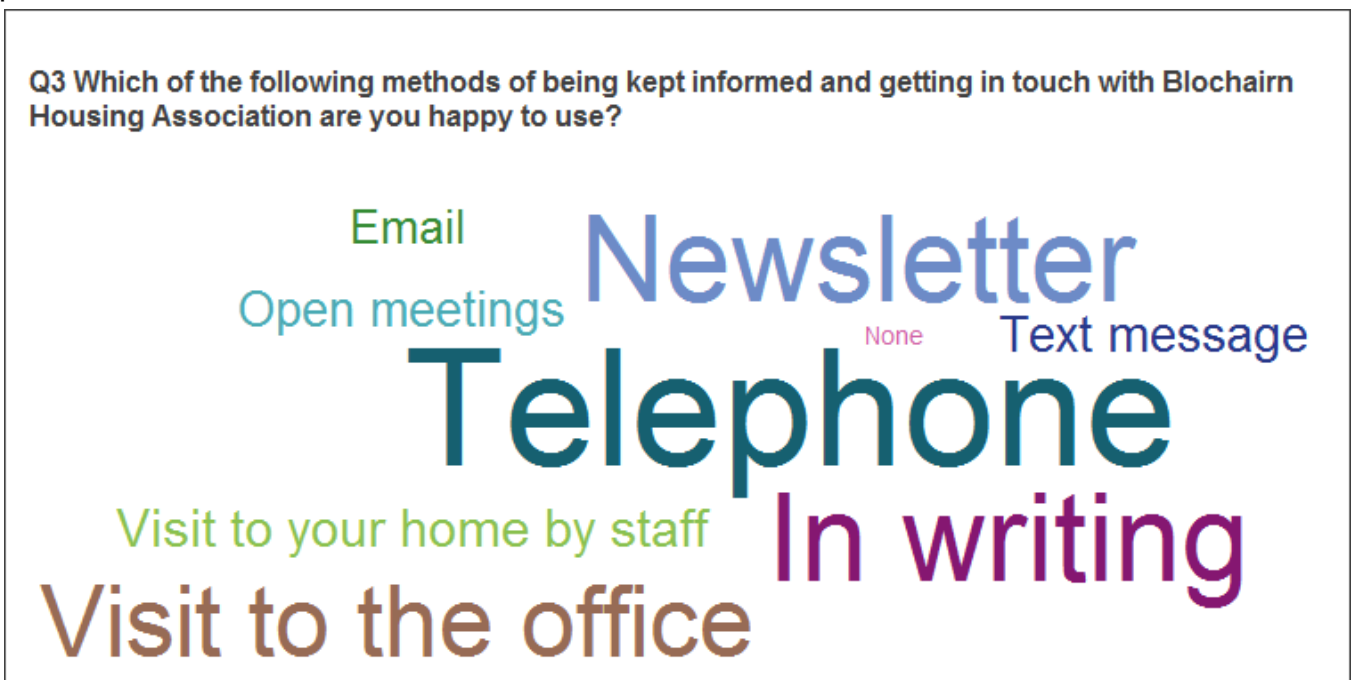 Q3 Which of the following methods of being kept informed and getting in touch with Blochairn
Housing Association are you happy to use?
Email
Newsletter
Open meetings
None
Text message
Telephone
Visit to your home by staff
In writing
Visit to the office